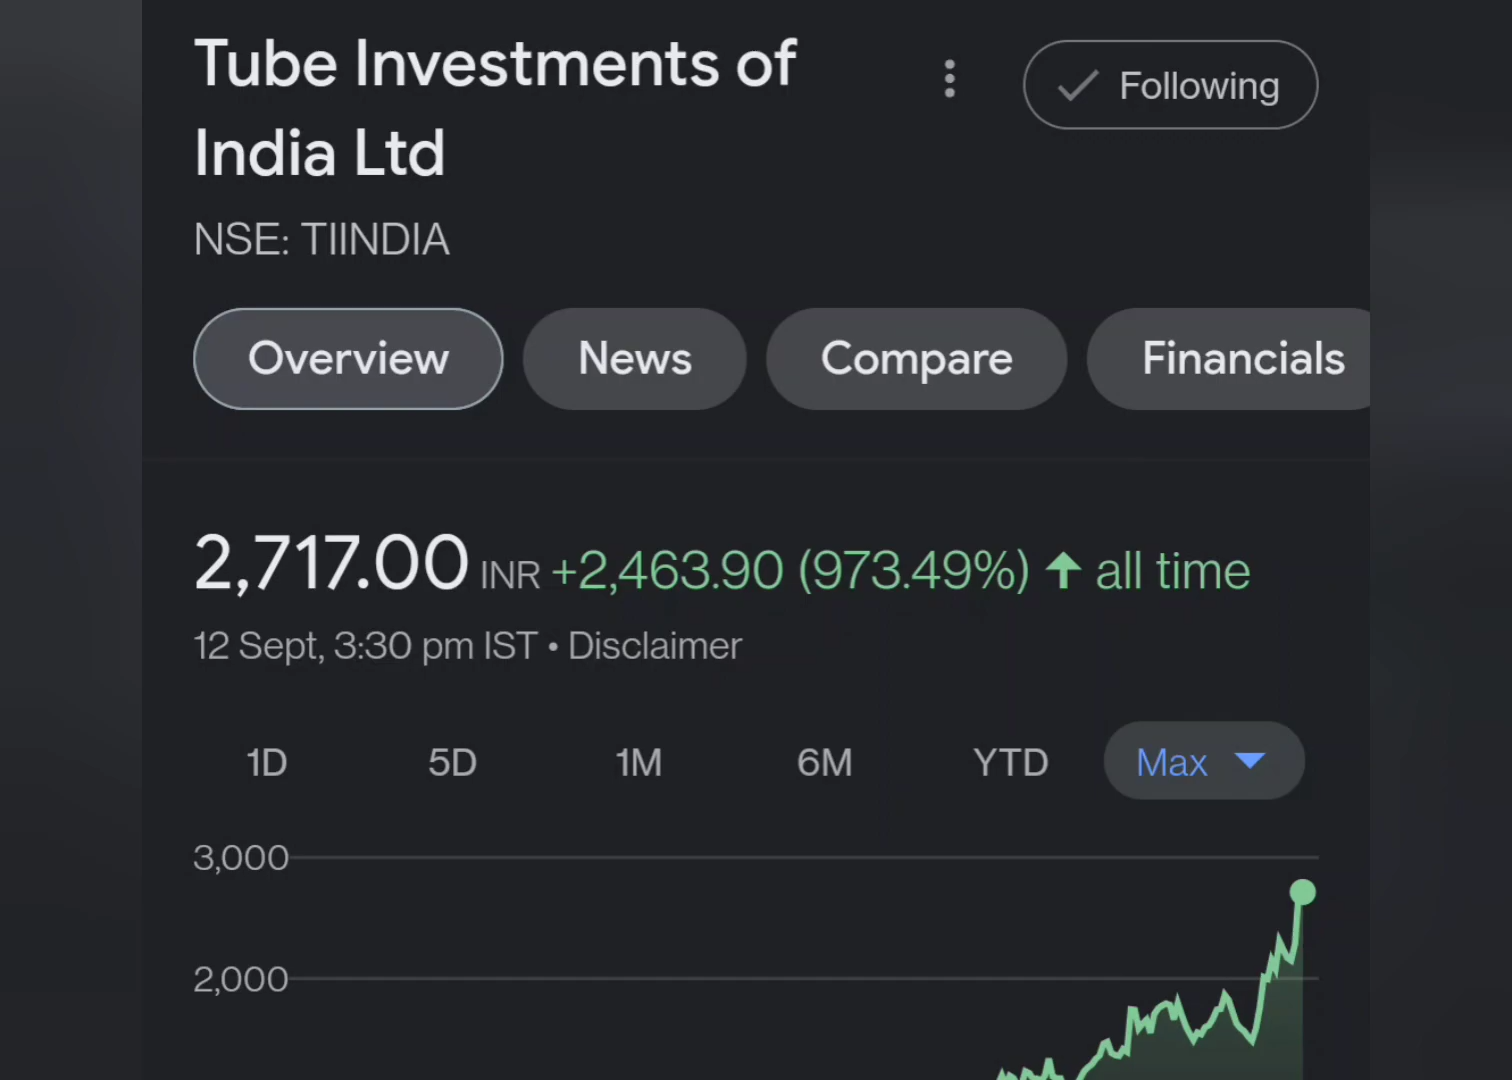 Tube Investments of
India Ltd
Following
NSE: TIINDIA
Overview News Compare Financials
2,717.00 INR +2,463.90 (973.49%) ↑ all time
12 Sept, 3:30 pm IST • Disclaimer
1D 5D 1M 6M YTD Max
3,000
2,000